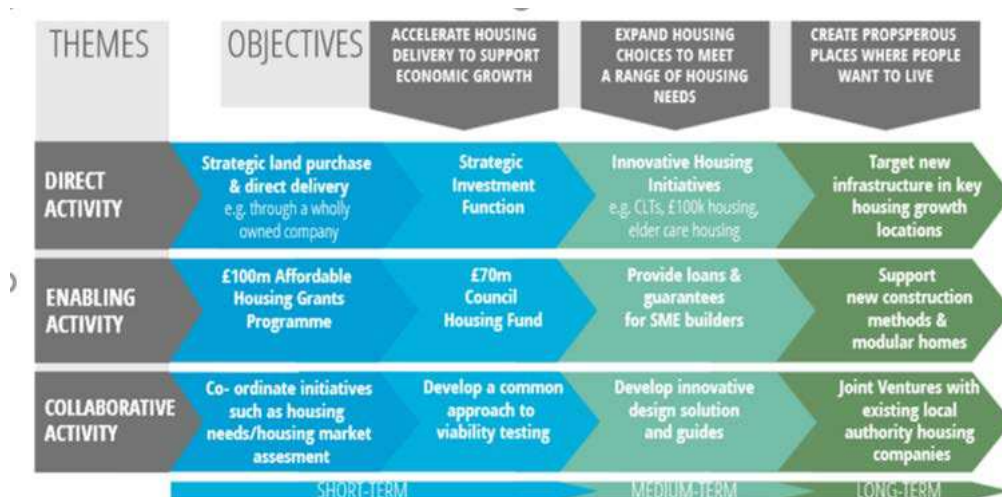 THEMES
OBJECTIVES
ACCELERATE HOUSING
DELIVERY TO SUPPORT
ECONOMIC GROWTH
EXPAND HOUSING
CHOICES TO MEET
A RANGE OF HOUSING
NEEDS
CREATE PROPSPEROUS
PLACES WHERE PEOPLE
WANT TO LIVE
DIRECT
ACTIVITY
Strategic land purchase
& direct delivery
e.g. through a wholly
owned company
Strategic
Investment
Function
Innovative Housing
Initiatives
e.g. CLTs, £100k housing,
elder care housing
Target new
infrastructure in key
housing growth
locations
ENABLING
ACTIVITY
£100m Affordable
Housing Grants
Programme
£70m
Council
Housing Fund
Provide loans &
guarantees
for SME builders
Support
new construction
methods &
modular homes
COLLABORATIVE
ACTIVITY
Co- ordinate initiatives
such as housing
needs/housing market
assesment
Develop a common
approach to
viability testing
Develop innovative
design solution
and guides
Joint Ventures with
existing local
authority housing
companies
SHORT-TERM
MEDIUM-TERM
LONG-TERM